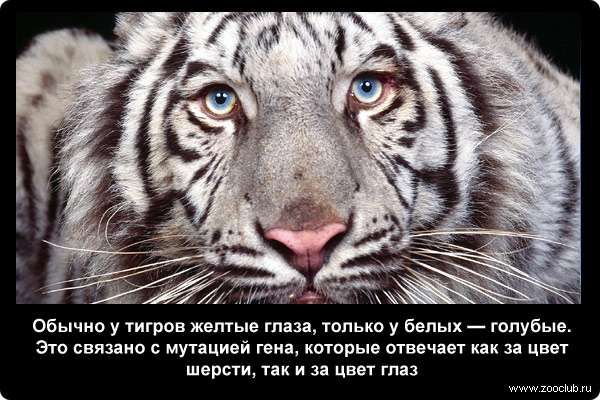 Обычно у тигров желтые глаза, только у белых — голубые.
Это связано с мутацией гена, которые отвечает как за цвет
шерсти, так и за цвет глаз
www.zooclub.ru